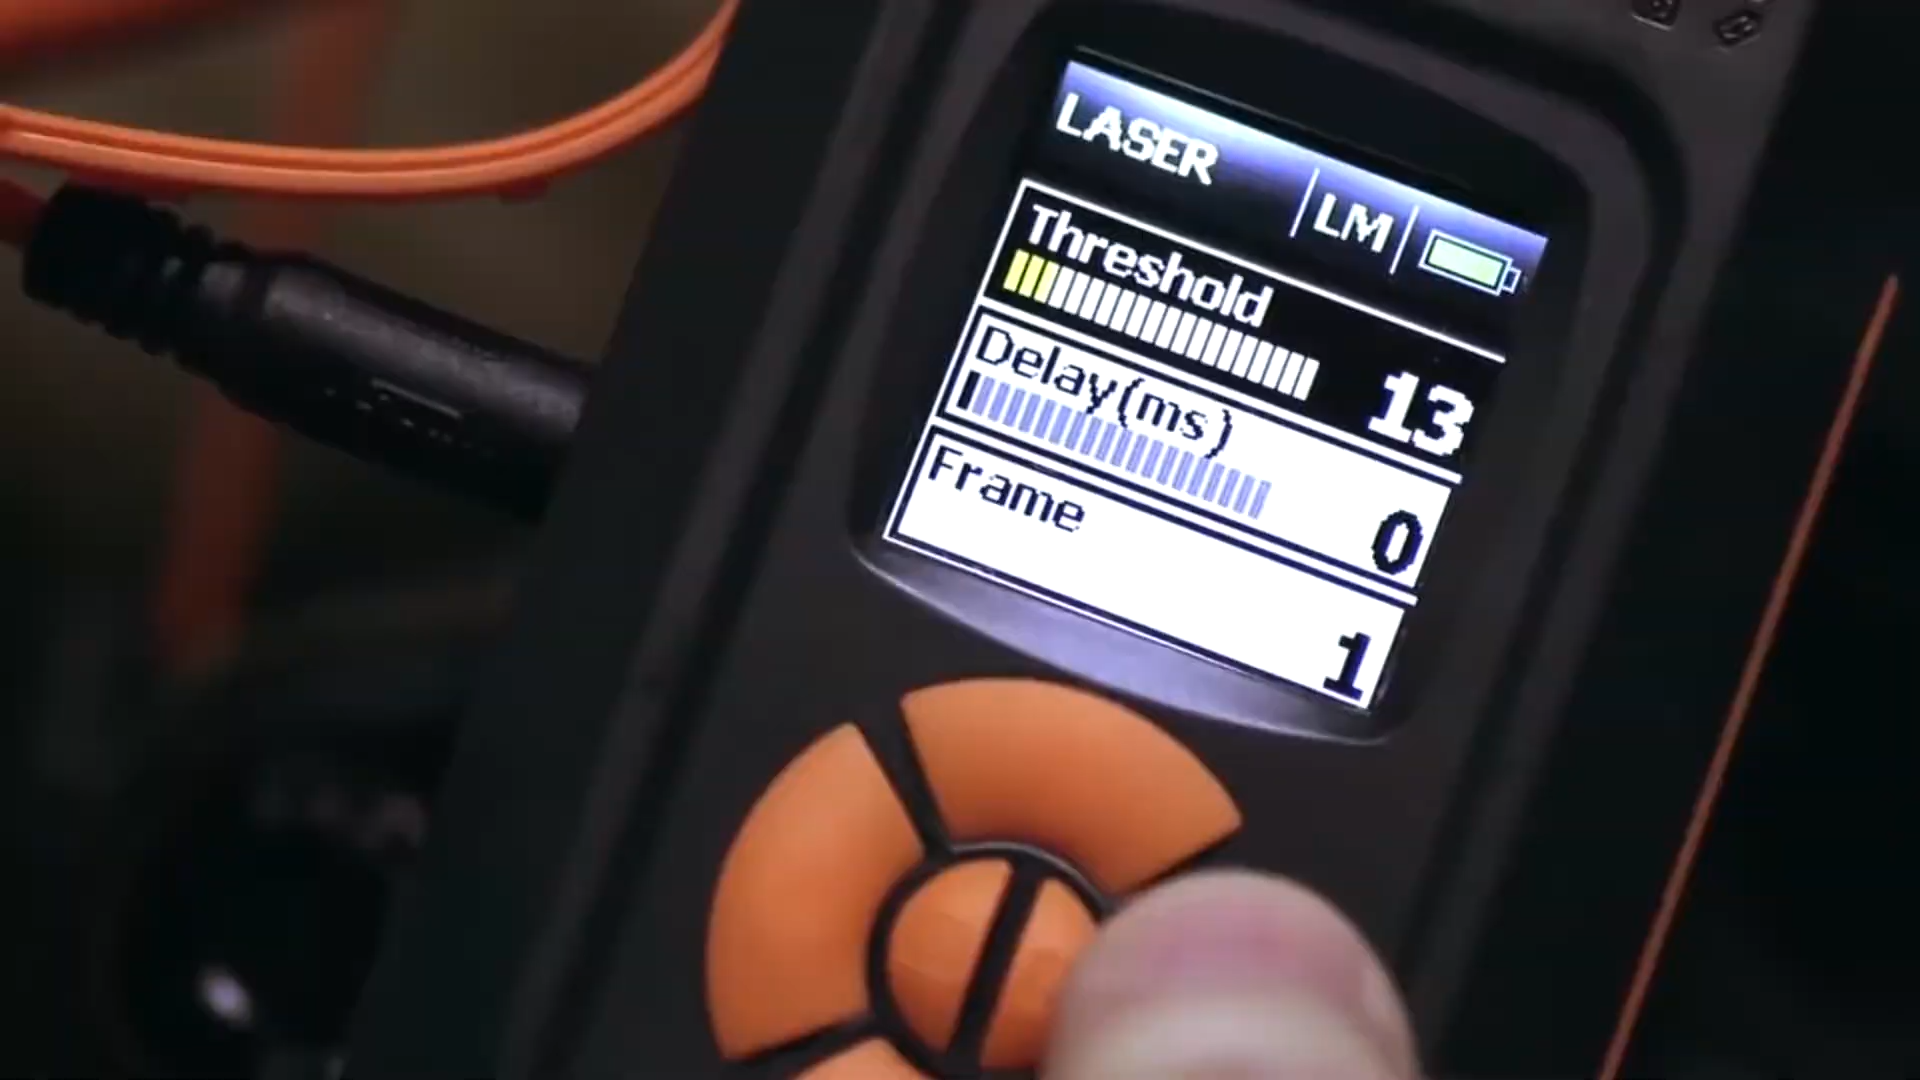 LASER
LM
Threshold
13
Delay(ms)
0
Frame
1